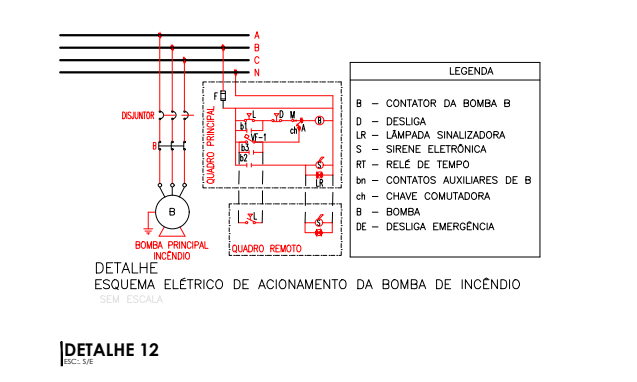 A
B
C
N
LEGENDA
B – CONTATOR DA BOMBA B
D – DESLIGA
LR – LÂMPADA SINALIZADORA
S – SIRENE ELETRÔNICA
RT – RELÉ DE TEMPO
bn – CONTATOS AUXILIARES DE B
ch – CHAVE COMUTADORA
B – BOMBA
DE – DESLIGA EMERGÊNCIA
DISJUNTOR
B
B
BOMBA PRINCIPAL
INCÊNDIO
QUADRO PRINCIPAL
F
L D M
b1
ch A
B
VF-1
b3
b2
S
LR
L
S
QUADRO REMOTO
DETALHE
ESQUEMA ELÉTRICO DE ACIONAMENTO DA BOMBA DE INCÊNDIO
SEM ESCALA
DETALHE 12
ESC.: S/E